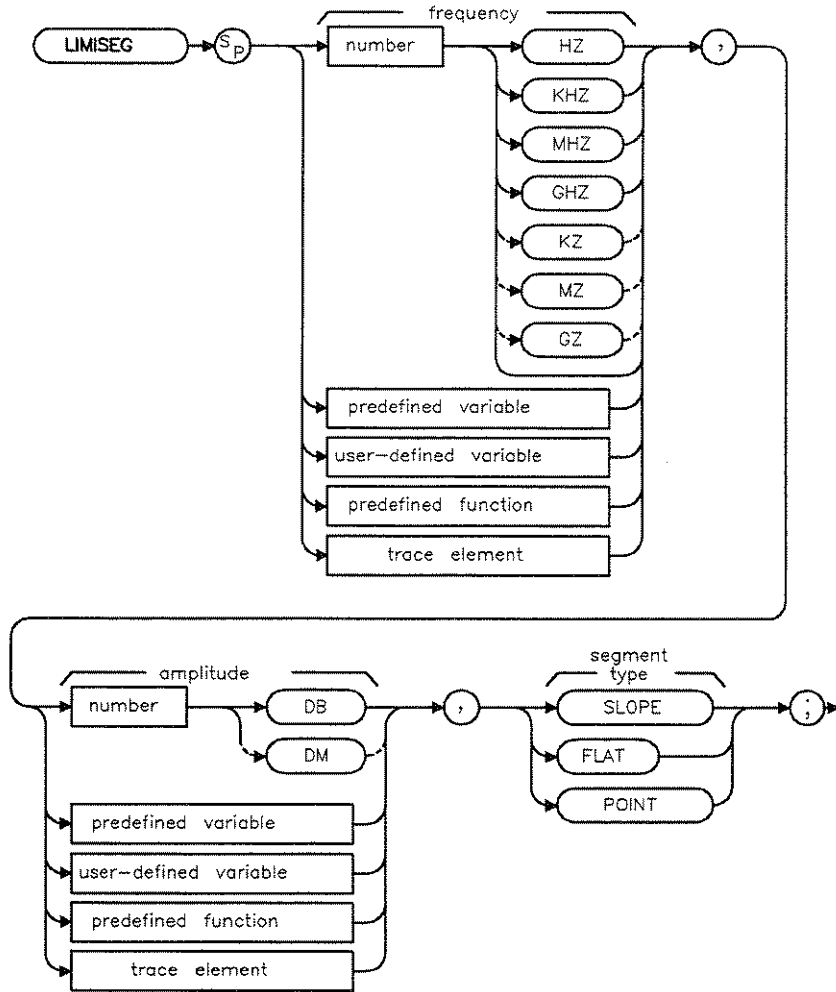 frequency
LIMISEG
SP
number
HZ
,
KHZ
MHZ
GHZ
KZ
MZ
GZ
predefined variable
user-defined variable
predefined function
trace element
amplitude
segment
type
number
DB
,
SLOPE
;
DM
FLAT
POINT
predefined variable
user-defined variable
predefined function
trace element